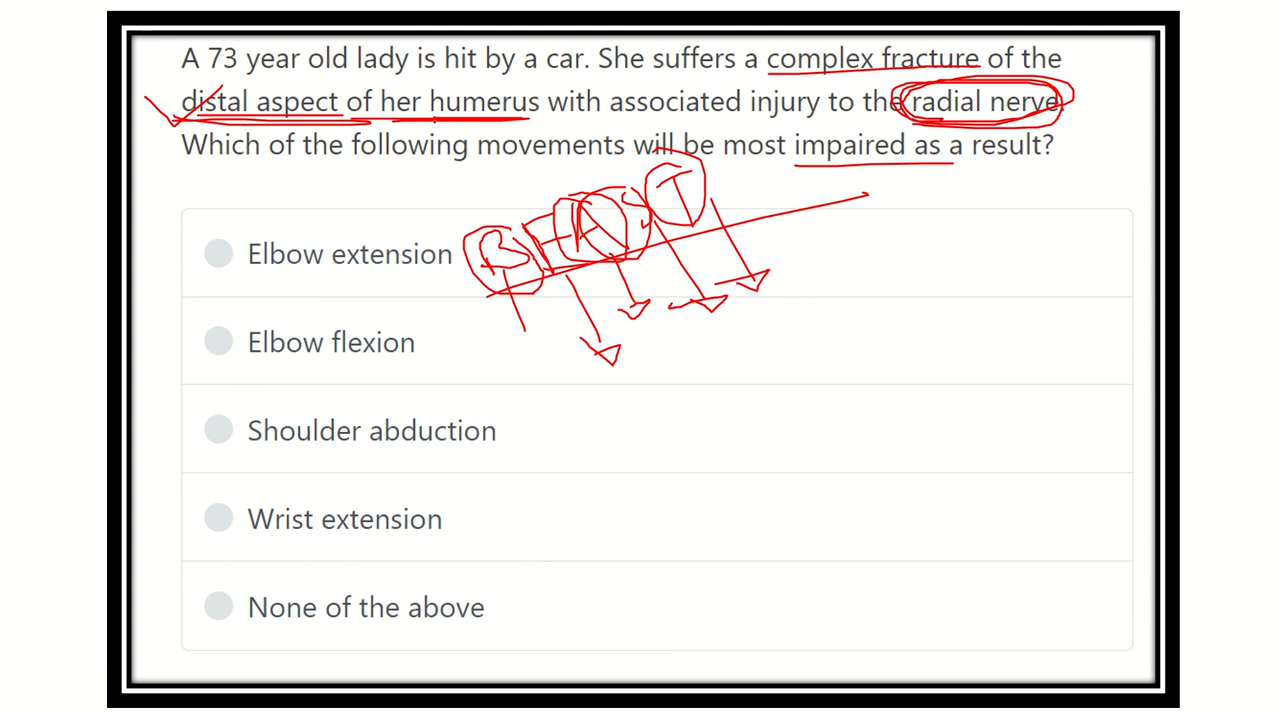 A 73 year old lady is hit by a car. She suffers a complex fracture of the
distal aspect of her humerus with associated injury to the radial nerve.
Which of the following movements will be most impaired as a result?
B E A S T
Elbow extension
Elbow flexion
Shoulder abduction
Wrist extension
None of the above